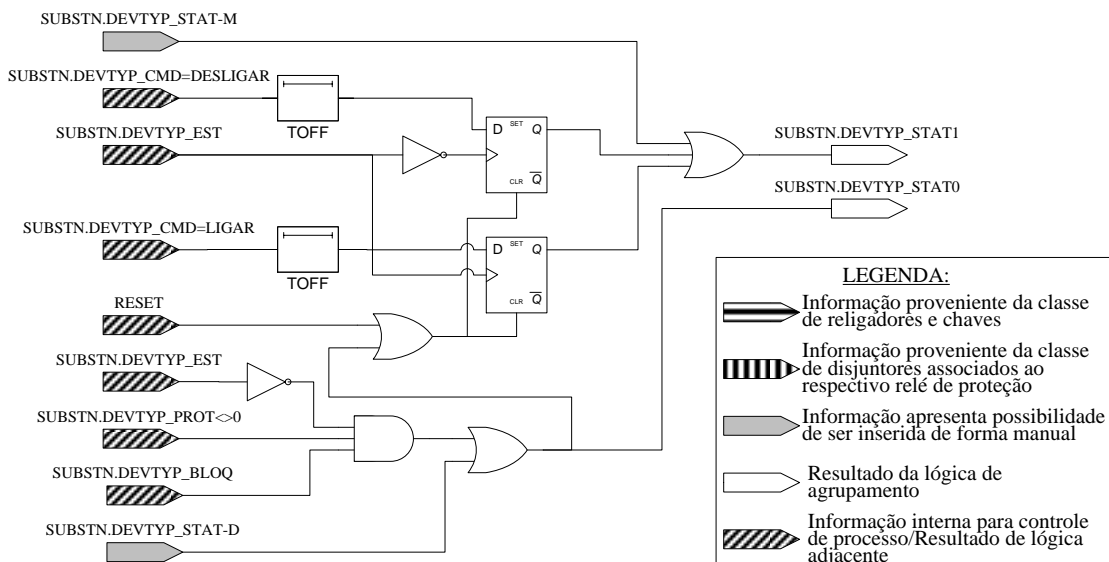 SUBSTN.DEVTYP_STAT-M
SUBSTN.DEVTYP_CMD=DESLIGAR
TOFF
SUBSTN.DEVTYP_EST
D
SET
Q
CLR
Q
SUBSTN.DEVTYP_STAT1
SUBSTN.DEVTYP_STAT0
SUBSTN.DEVTYP_CMD=LIGAR
TOFF
D
SET
Q
CLR
Q
RESET
SUBSTN.DEVTYP_EST
SUBSTN.DEVTYP_PROT<>0
SUBSTN.DEVTYP_BLOQ
SUBSTN.DEVTYP_STAT-D
LEGENDA:
Informação proveniente da classe
de religadores e chaves
Informação proveniente da classe
de disjuntores associados ao
respectivo relé de proteção
Informação apresenta possibilidade
de ser inserida de forma manual
Resultado da lógica de
agrupamento
Informação interna para controle
de processo/Resultado de lógica
adjacente